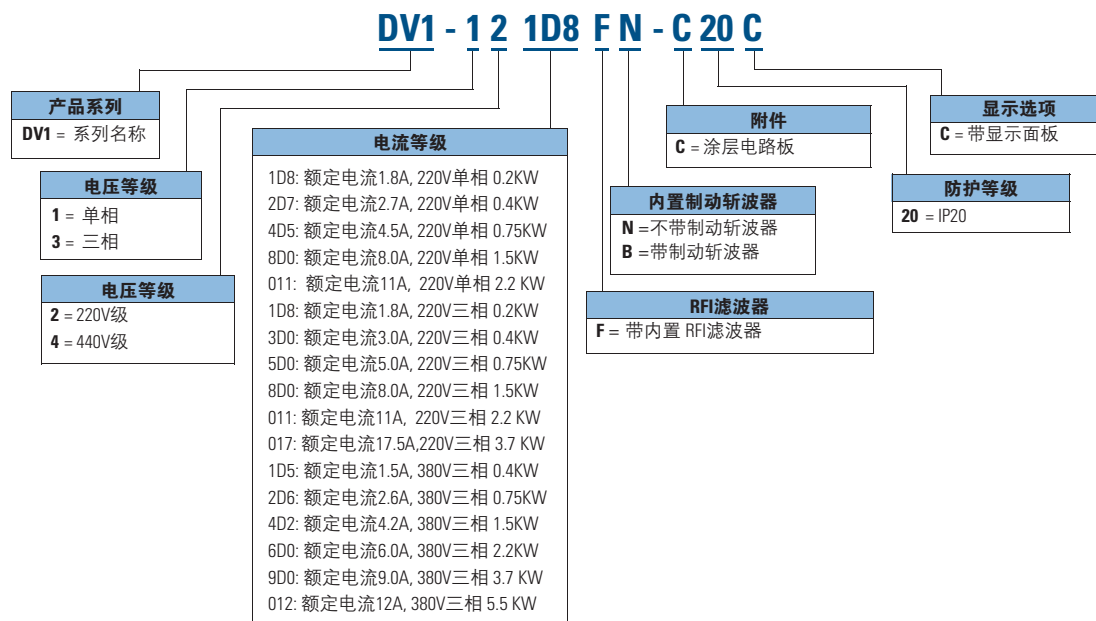 DV1 - 1 2 1D8 F N - C 20 C
产品系列
DV1 = 系列名称
电压等级
1 = 单相
3 = 三相
电压等级
2 = 220V级
4 = 440V级
电流等级
1D8: 额定电流1.8A, 220V单相 0.2KW
2D7: 额定电流2.7A, 220V单相 0.4KW
4D5: 额定电流4.5A, 220V单相 0.75KW
8D0: 额定电流8.0A, 220V单相 1.5KW
011: 额定电流11A, 220V单相 2.2 KW
1D8: 额定电流1.8A, 220V三相 0.2KW
3D0: 额定电流3.0A, 220V三相 0.4KW
5D0: 额定电流5.0A, 220V三相 0.75KW
8D0: 额定电流8.0A, 220V三相 1.5KW
011: 额定电流11A, 220V三相 2.2 KW
017: 额定电流17.5A,220V三相 3.7 KW
1D5: 额定电流1.5A, 380V三相 0.4KW
2D6: 额定电流2.6A, 380V三相 0.75KW
4D2: 额定电流4.2A, 380V三相 1.5KW
6D0: 额定电流6.0A, 380V三相 2.2KW
9D0: 额定电流9.0A, 380V三相 3.7 KW
012: 额定电流12A, 380V三相 5.5 KW
RFI滤波器
F = 带内置 RFI滤波器
内置制动斩波器
N =不带制动斩波器
B =带制动斩波器
附件
C = 涂层电路板
防护等级
20 = IP20
显示选项
C = 带显示面板